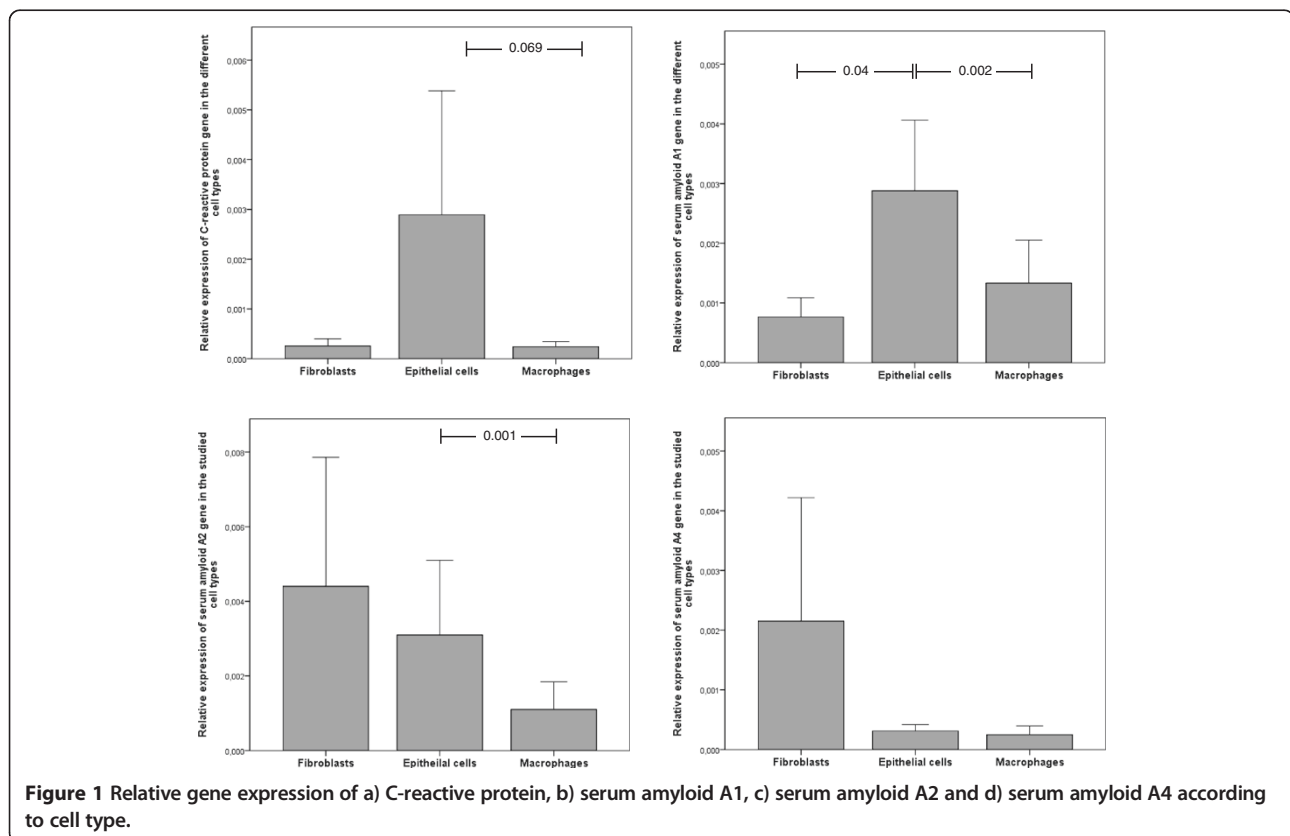 Relative expression of C-reactive protein gene in the different
cell types
0,006
0,005
0,004
0,003
0,002
0,001
0,000
0.069
Fibroblasts
Epithelial cells
Macrophages
Relative expression of serum amyloid A1 gene in the different
cell types
0,005
0,004
0,003
0,002
0,001
0,000
0.04
0.002
Fibroblasts
Epithelial cells
Macrophages
Relative expression of serum amyloid A2 gene in the studied
cell types
0,008
0,006
0,004
0,002
0,000
0.001
Fibroblasts
Epitheilal cells
Macrophages
Relative expression of serum amyloid A4 gene in the studied
cell types
0,005
0,004
0,003
0,002
0,001
0,000
Fibroblasts
Epithelial cells
Macrophages
Figure 1 Relative gene expression of a) C-reactive protein, b) serum amyloid A1, c) serum amyloid A2 and d) serum amyloid A4 according
to cell type.